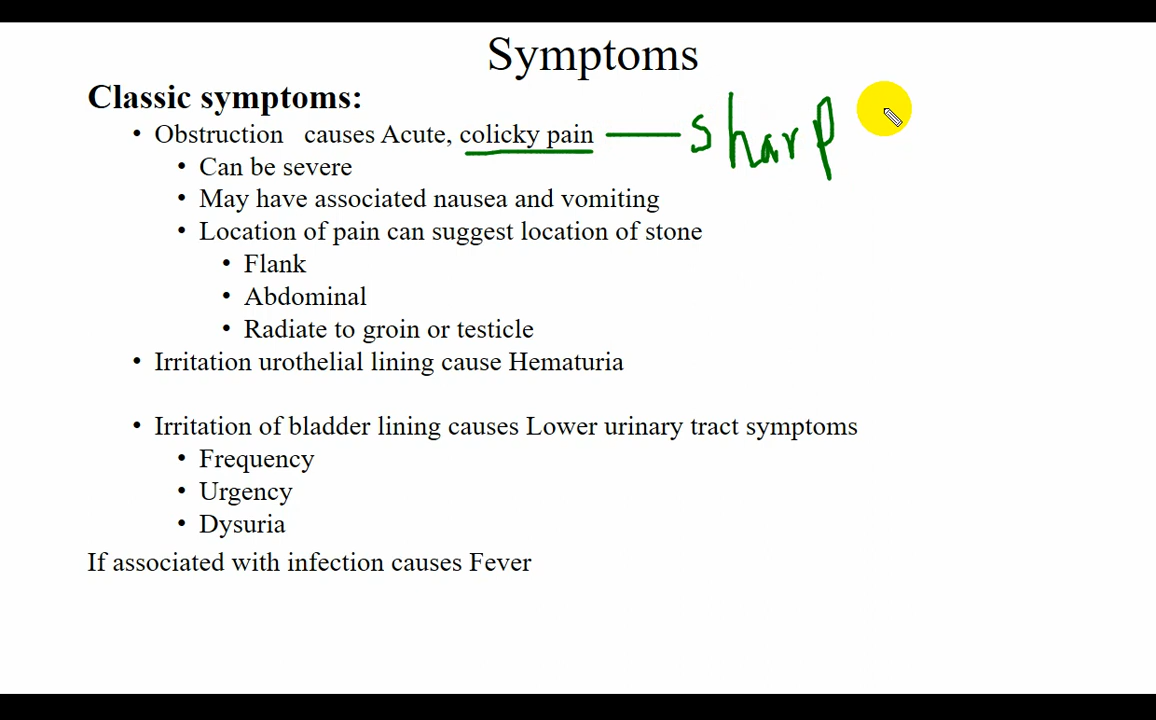 Symptoms
Classic symptoms:
• Obstruction causes Acute, colicky pain — sharp
• Can be severe
• May have associated nausea and vomiting
• Location of pain can suggest location of stone
• Flank
• Abdominal
• Radiate to groin or testicle
• Irritation urothelial lining cause Hematuria
• Irritation of bladder lining causes Lower urinary tract symptoms
• Frequency
• Urgency
• Dysuria
If associated with infection causes Fever